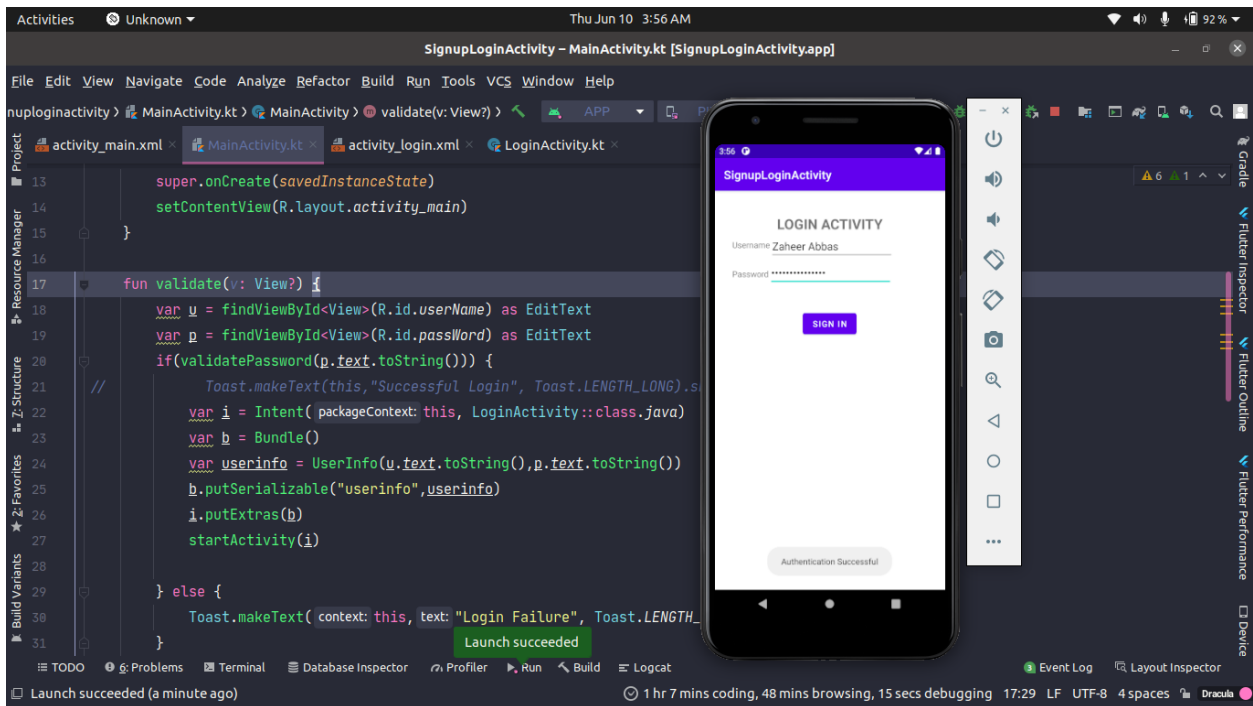 Activities Unknown Thu Jun 10 3:56 AM 92 %
SignupLoginActivity – MainActivity.kt [SignupLoginActivity.app]
File Edit View Navigate Code Analyze Refactor Build Run Tools VCS Window Help
nuploginactivity MainActivity.kt MainActivity validate(v: View?) APP
activity_main.xml MainActivity.kt activity_login.xml LoginActivity.kt
13 super.onCreate(savedInstanceState)
14 setContentView(R.layout.activity_main)
15 }
16
17 fun validate(v: View?) {
18 var u = findViewById<View>(R.id.userName) as EditText
19 var p = findViewById<View>(R.id.passWord) as EditText
20 if(validatePassword(p.text.toString())) {
21 // Toast.makeText(this,"Successful Login", Toast.LENGTH_LONG).s
22 var i = Intent( packageContext: this, LoginActivity::class.java)
23 var b = Bundle()
24 var userinfo = UserInfo(u.text.toString(),p.text.toString())
25 b.putSerializable("userinfo",userinfo)
26 i.putExtras(b)
27 startActivity(i)
28
29 } else {
30 Toast.makeText( context: this, text: "Login Failure", Toast.LENGTH_
31 }
Launch succeeded
6 1
Project
Resource Manager
Z: Structure
2: Favorites
Build Variants
Gradle
Flutter Inspector
Flutter Outline
Flutter Performance
Device
3:56
SignupLoginActivity
LOGIN ACTIVITY
Username Zaheer Abbas
Password ···············
SIGN IN
Authentication Successful
TODO 6: Problems Terminal Database Inspector Profiler Run Build Logcat 3 Event Log Layout Inspector
Launch succeeded (a minute ago) 1 hr 7 mins coding, 48 mins browsing, 15 secs debugging 17:29 LF UTF-8 4 spaces Dracula